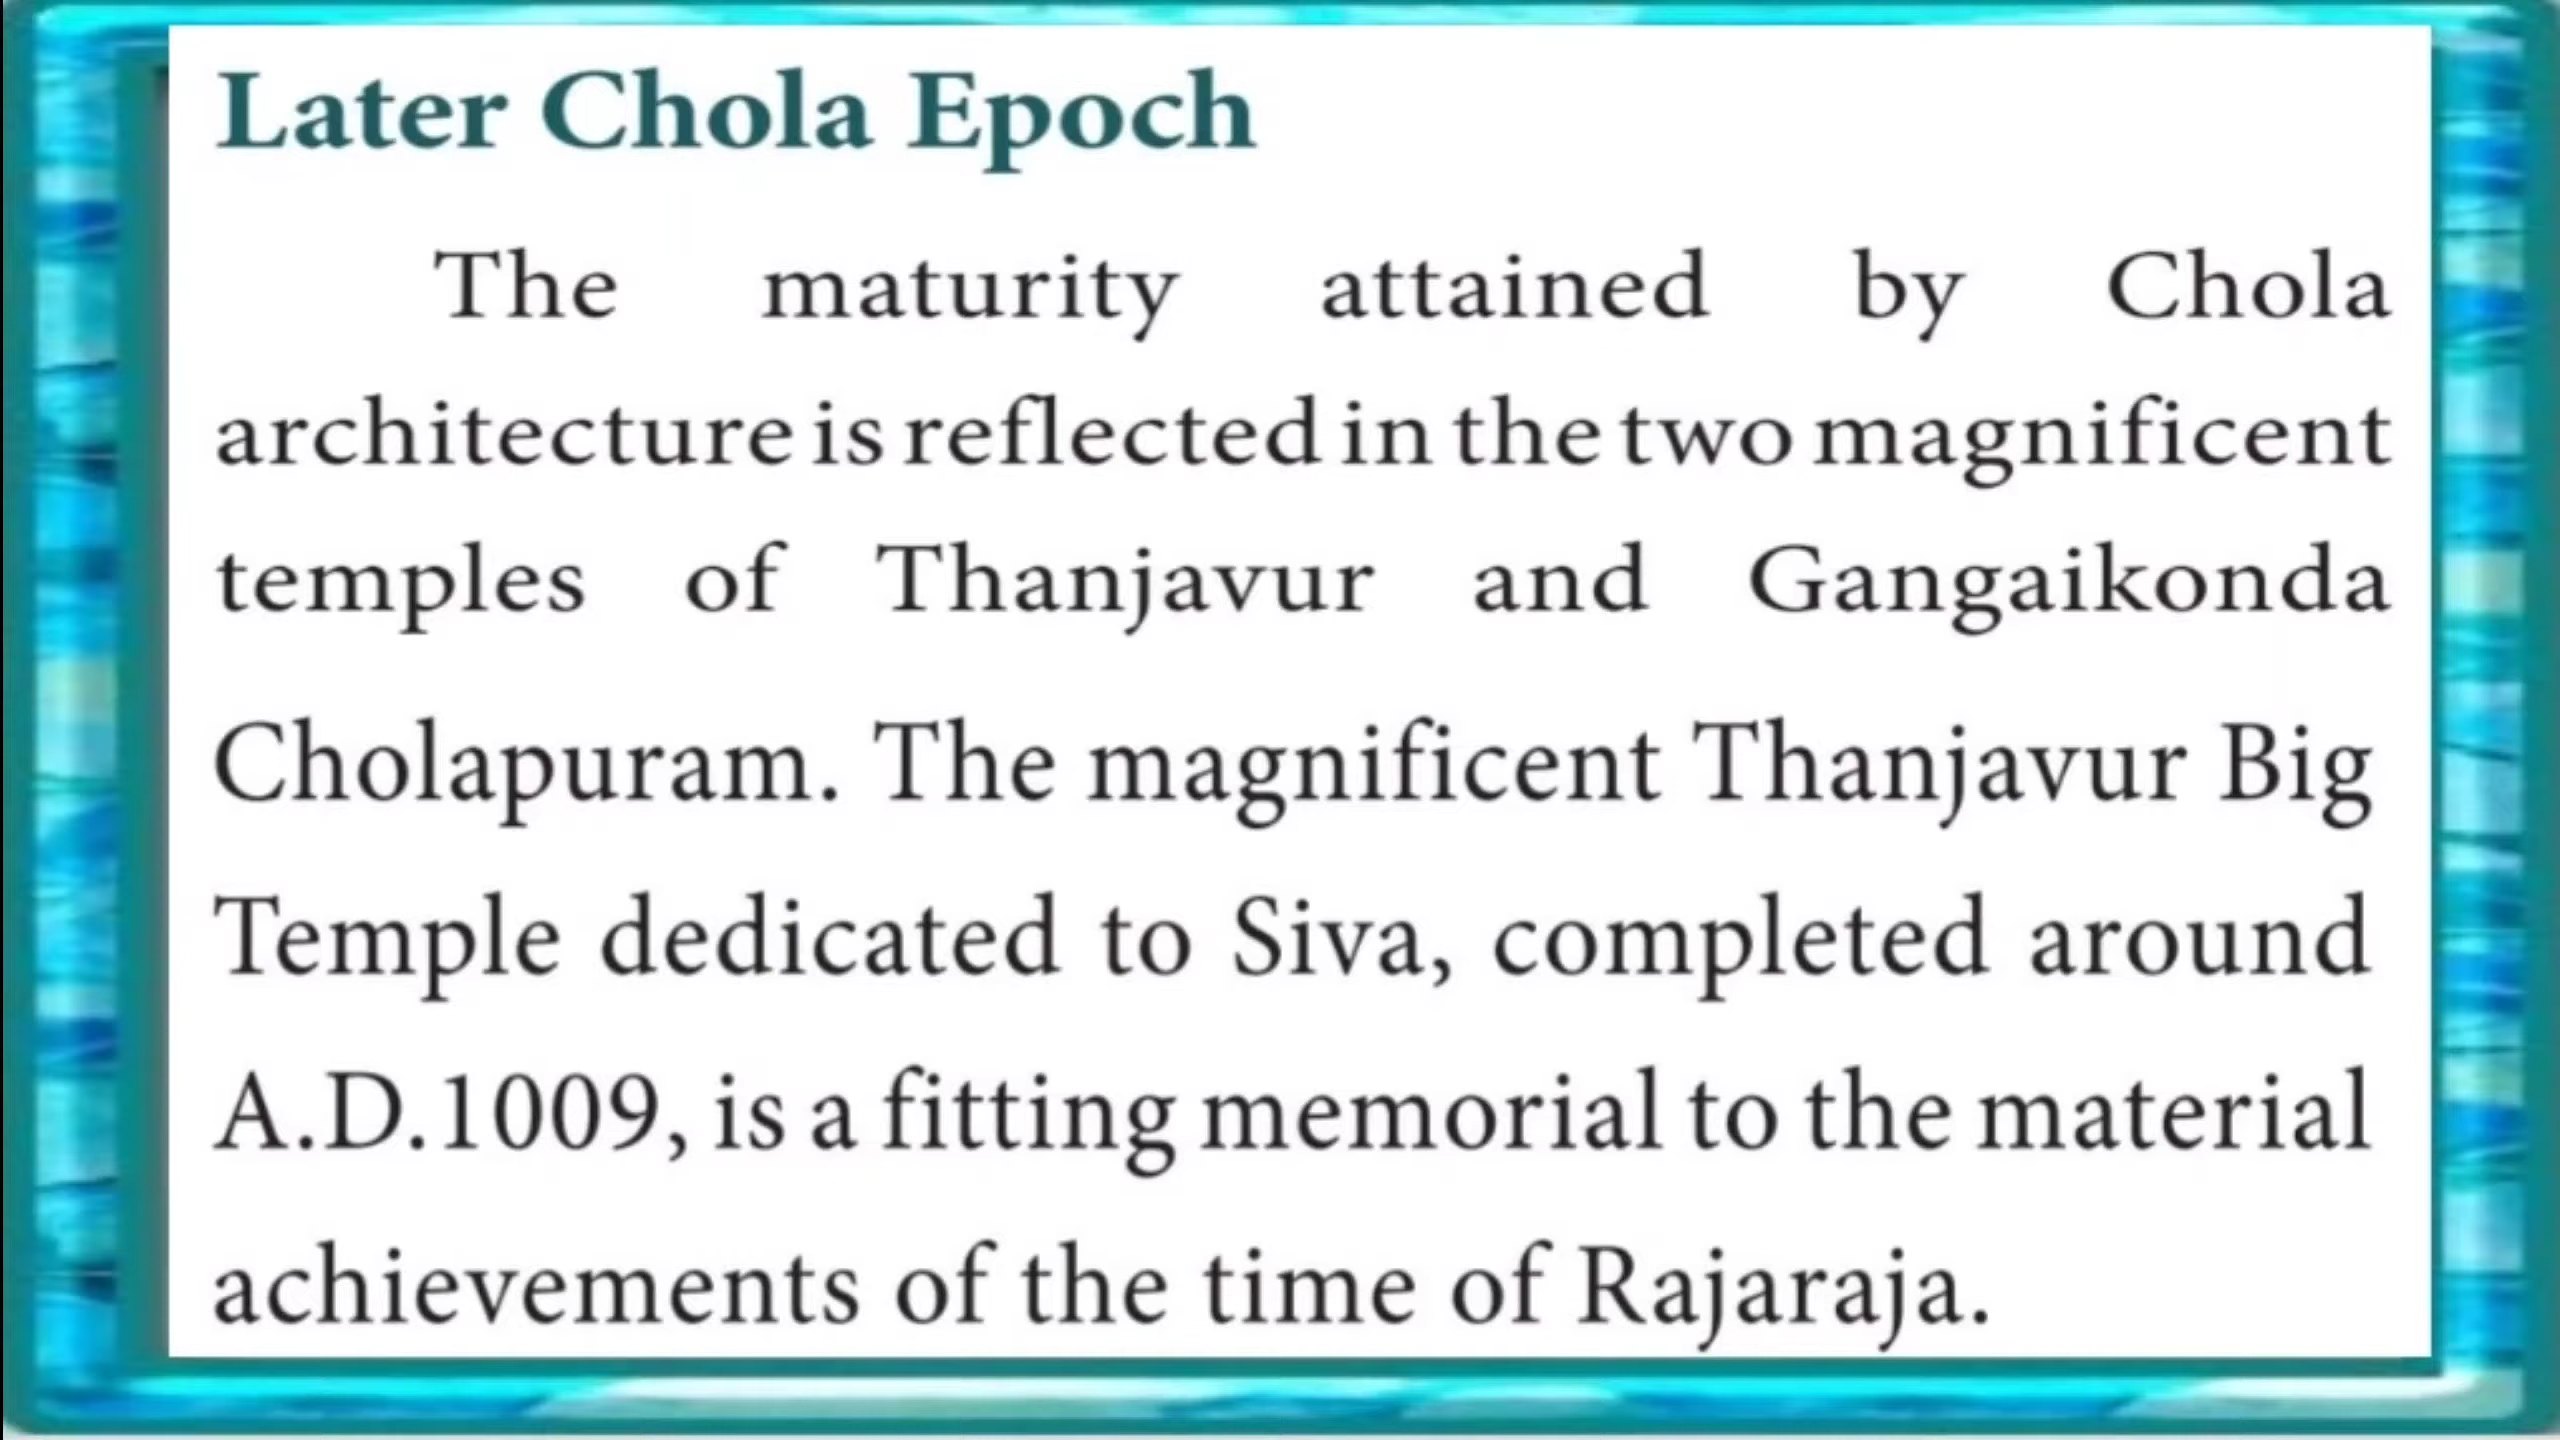 Later Chola Epoch
The maturity attained by Chola
architecture is reflected in the two magnificent
temples of Thanjavur and Gangaikonda
Cholapuram. The magnificent Thanjavur Big
Temple dedicated to Siva, completed around
A.D.1009, is a fitting memorial to the material
achievements of the time of Rajaraja.